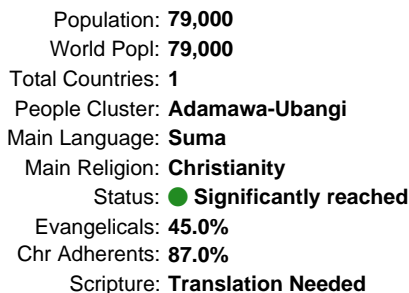 Population: 79,000
World Popl: 79,000
Total Countries: 1
People Cluster: Adamawa-Ubangi
Main Language: Suma
Main Religion: Christianity
Status: Significantly reached
Evangelicals: 45.0%
Chr Adherents: 87.0%
Scripture: Translation Needed